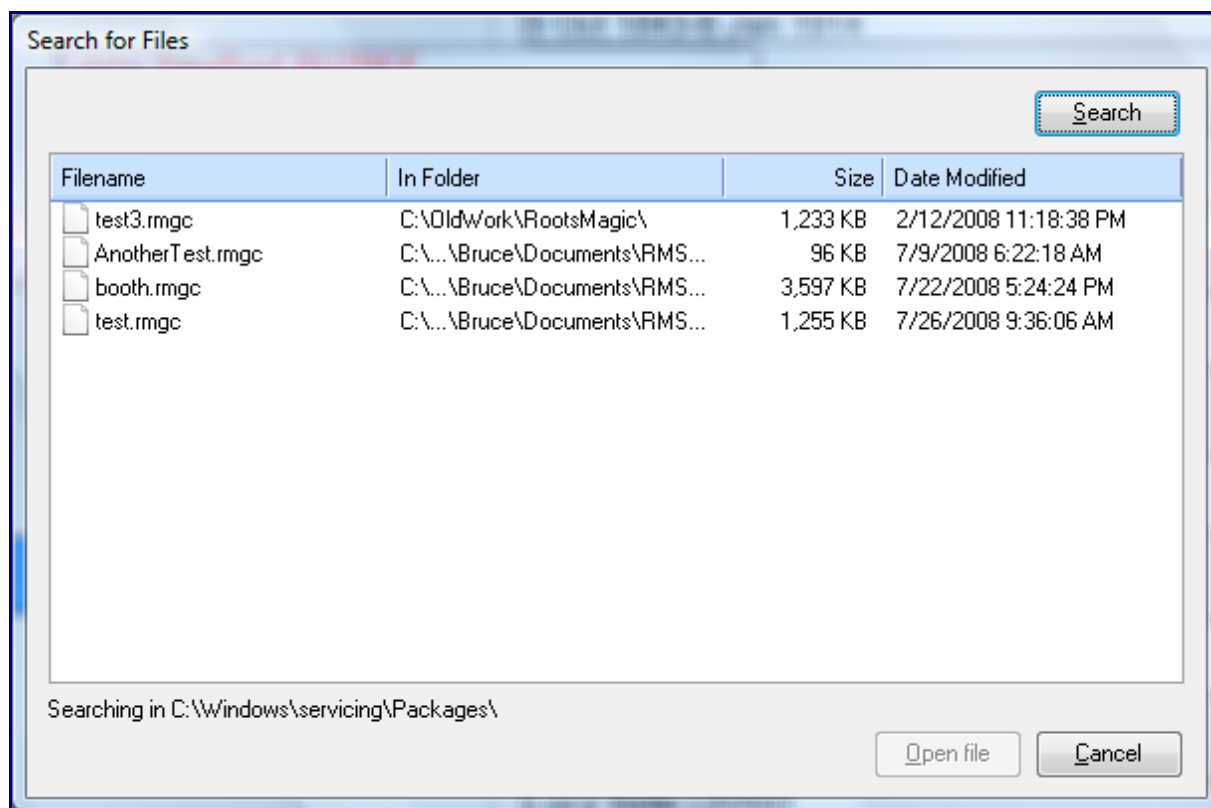 Search for Files
Search
Filename In Folder Size Date Modified
test3.rmgc C:\OldWork\RootsMagic\ 1,233 KB 2/12/2008 11:18:38 PM
AnotherTest.rmgc C:\...\Bruce\Documents\RMS... 96 KB 7/9/2008 6:22:18 AM
booth.rmgc C:\...\Bruce\Documents\RMS... 3,597 KB 7/22/2008 5:24:24 PM
test.rmgc C:\...\Bruce\Documents\RMS... 1,255 KB 7/26/2008 9:36:06 AM
Searching in C:\Windows\servicing\Packages\
Open file Cancel